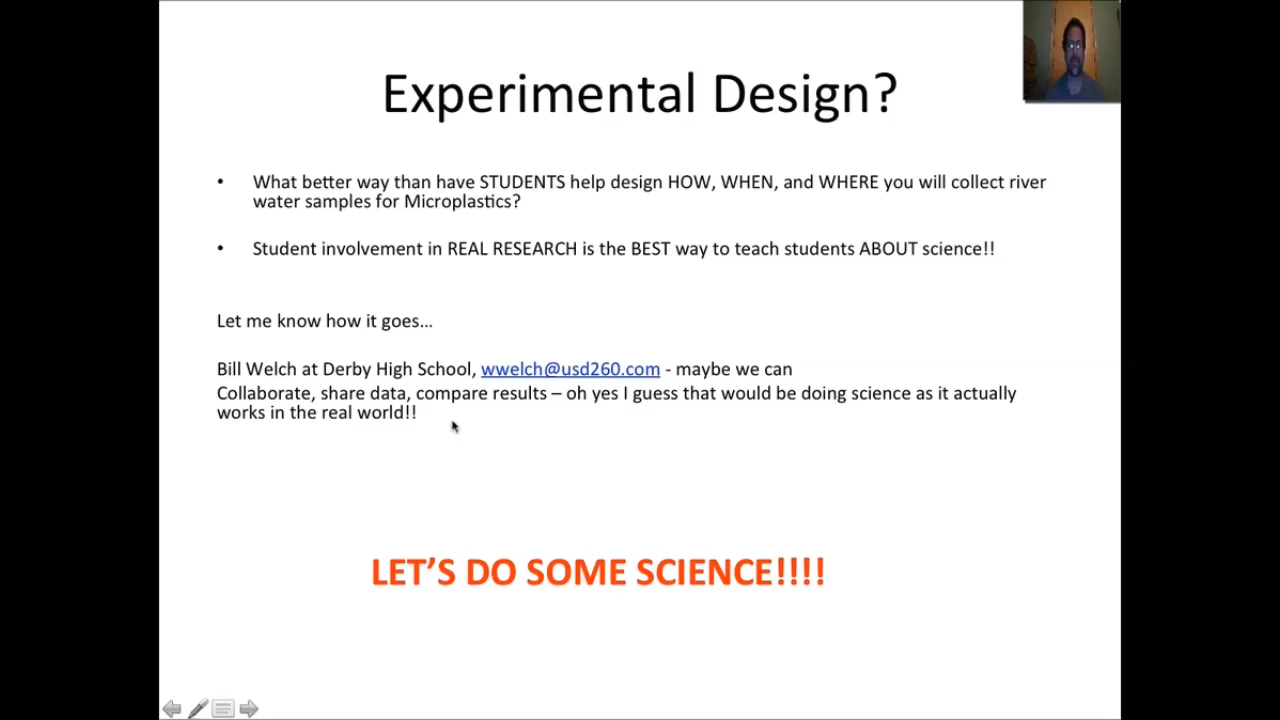 Experimental Design?
• What better way than have STUDENTS help design HOW, WHEN, and WHERE you will collect river
water samples for Microplastics?
• Student involvement in REAL RESEARCH is the BEST way to teach students ABOUT science!!
Let me know how it goes...
Bill Welch at Derby High School, wwelch@usd260.com - maybe we can
Collaborate, share data, compare results – oh yes I guess that would be doing science as it actually
works in the real world!!
LET’S DO SOME SCIENCE!!!!